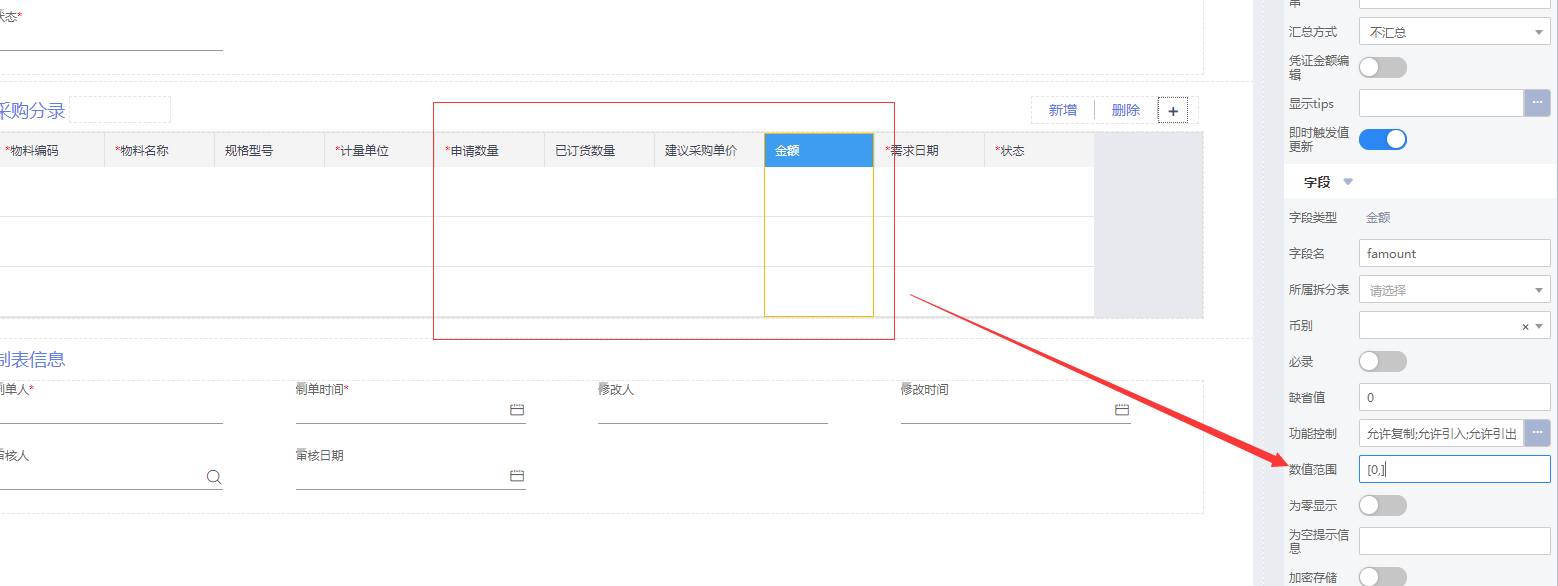 状态*
采购分录
新增
删除
+
*物料编码 *物料名称 规格型号 *计量单位 *申请数量 已订货数量 建议采购单价 金额 *需求日期 *状态
制表信息
制单人* 制单时间* 修改人 修改时间
审核人 审核日期
汇总方式 不汇总
凭证金额编
辑
显示tips ...
即时触发值
更新
字段
字段类型 金额
字段名 famount
所属拆分表 请选择
币别 ×
必录
缺省值 0
功能控制 允许复制;允许引入;允许引出 ...
数值范围 [0,]
为零显示
为空提示信
息
加密存储